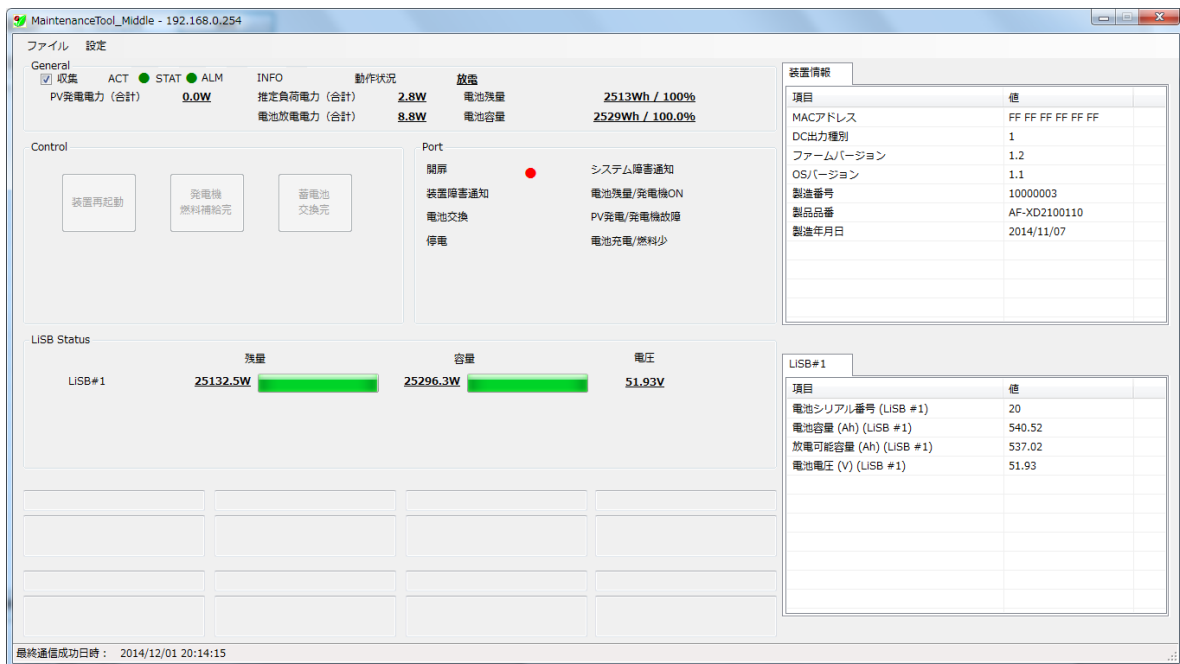 MaintenanceTool_Middle - 192.168.0.254
ファイル 設定
General
収集 ACT STAT ALM INFO 動作状況 放電
PV発電電力（合計） 0.0W 推定負荷電力（合計） 2.8W 電池残量 2513Wh / 100%
電池放電電力（合計） 8.8W 電池容量 2529Wh / 100.0%
Control
装置再起動
発電機
燃料補給完
蓄電池
交換完
Port
開扉 システム障害通知
装置障害通知 電池残量/発電機ON
電池交換 PV発電/発電機故障
停電 電池充電/燃料少
装置情報
項目 値
MACアドレス FF FF FF FF FF FF
DC出力種別 1
ファームバージョン 1.2
OSバージョン 1.1
製造番号 10000003
製品品番 AF-XD2100110
製造年月日 2014/11/07
LiSB Status
残量 容量 電圧
LiSB#1 25132.5W 25296.3W 51.93V
LiSB#1
項目 値
電池シリアル番号 (LiSB #1) 20
電池容量 (Ah) (LiSB #1) 540.52
放電可能容量 (Ah) (LiSB #1) 537.02
電池電圧 (V) (LiSB #1) 51.93
最終通信成功日時： 2014/12/01 20:14:15